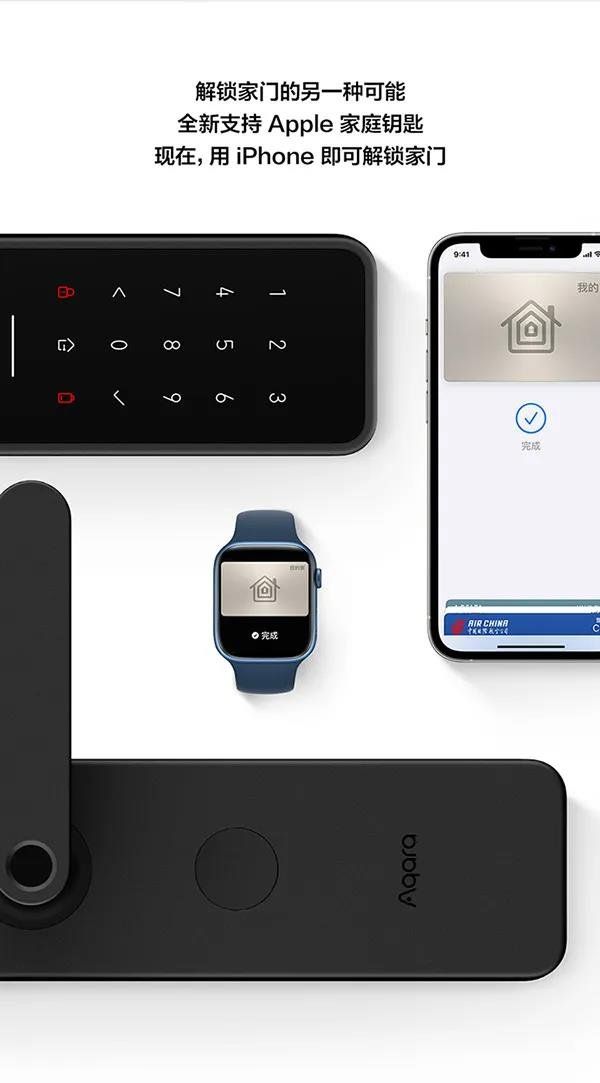 解锁家门的另一种可能
全新支持 Apple 家庭钥匙
现在，用 iPhone 即可解锁家门
1
2
3
4
5
6
7
8
9
0
9:41
我的
完成
AIR CHINA
中国国际航空公司
C
我的家
完成
Aqara